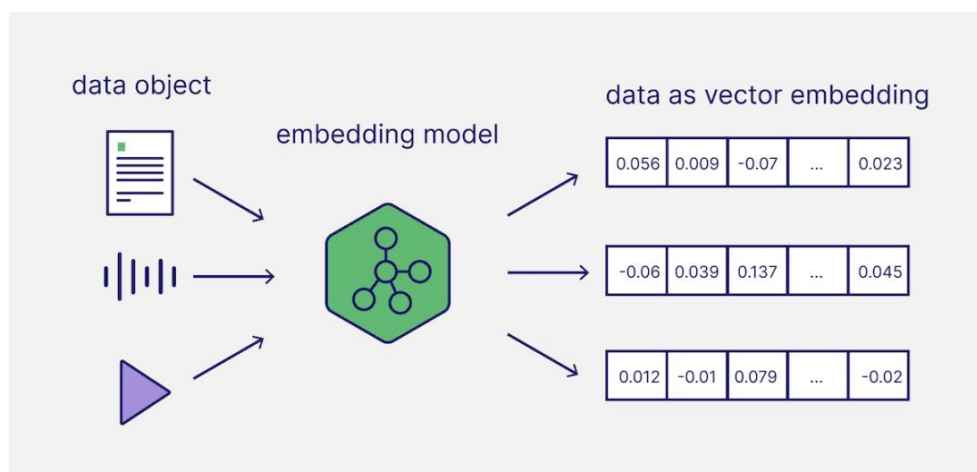 data object
embedding model
data as vector embedding
0.056 0.009 -0.07 ... 0.023
-0.06 0.039 0.137 ... 0.045
0.012 -0.01 0.079 ... -0.02